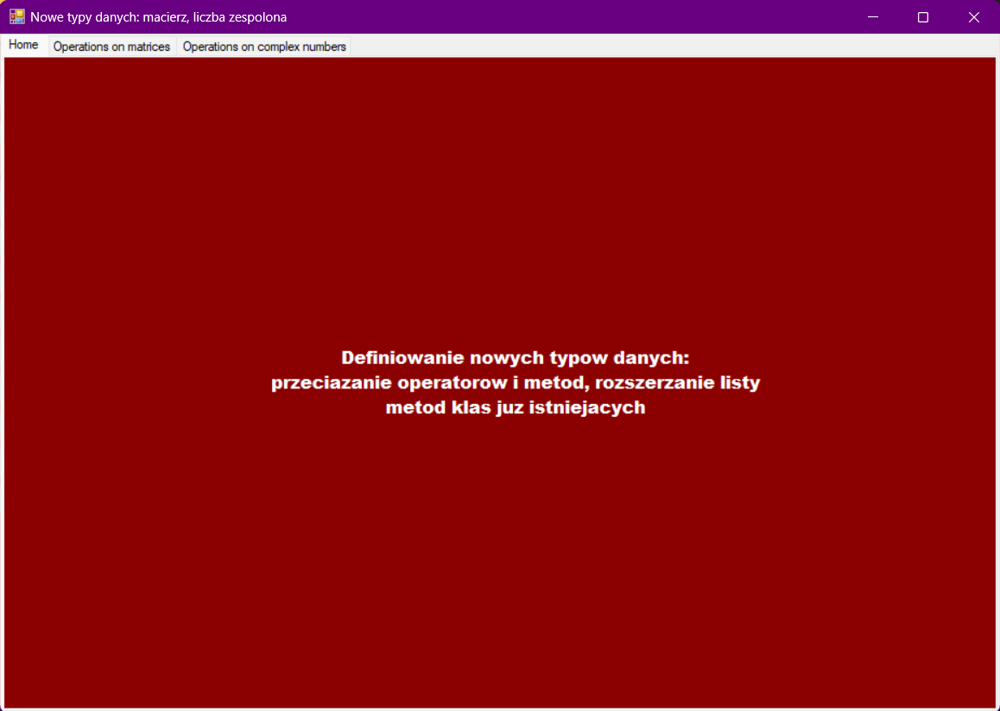 Nowe typy danych: macierz, liczba zespolona
Home
Operations on matrices
Operations on complex numbers
Definiowanie nowych typow danych:
przeciazanie operatorow i metod, rozszerzanie listy
metod klas juz istniejacych